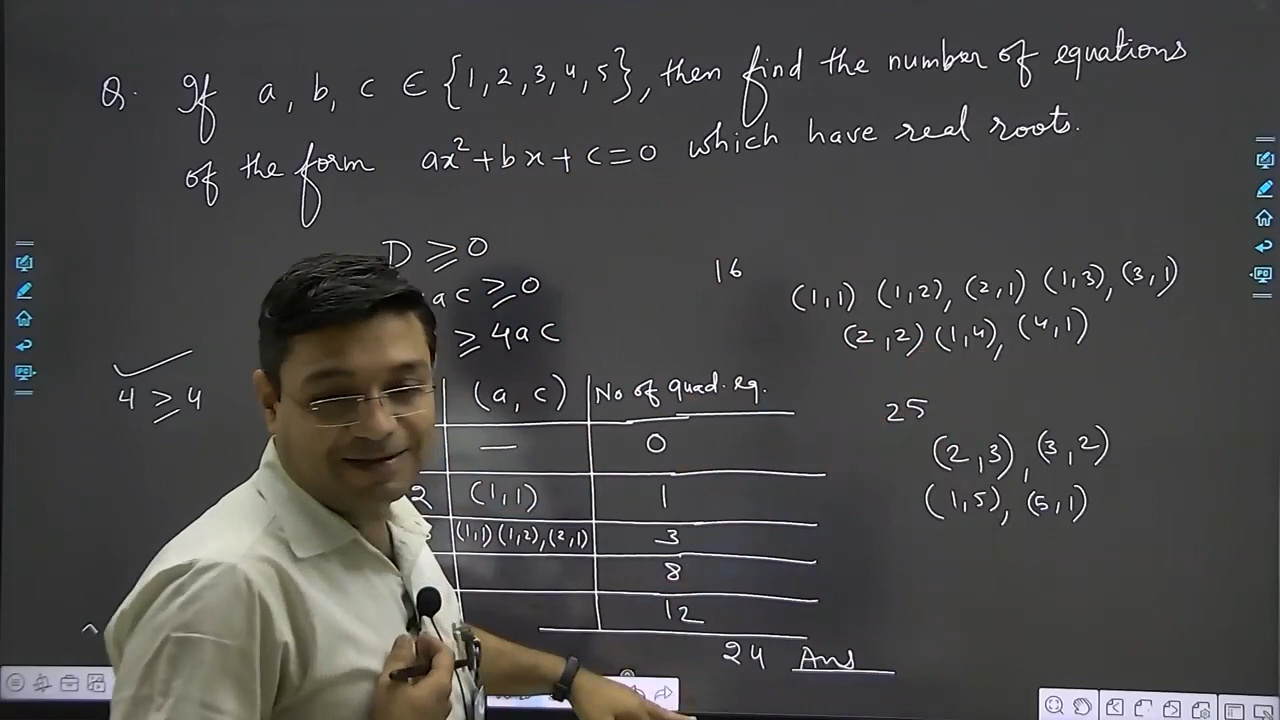 Q. If a, b, c ∈ {1, 2, 3, 4, 5}, then find the number of equations
of the form ax² + bx + c = 0 which have real roots.
D ≥ 0
ac ≥ 0
≥ 4ac
4 ≥ 4
(a, c) No of quad. eq.
— 0
2 (1,1) 1
(1,1) (1,2), (2,1) 3
8
12
24 Ans
16
(1,1) (1,2), (2,1) (1,3), (3,1)
(2,2) (1,4), (4,1)
25
(2,3), (3,2)
(1,5), (5,1)